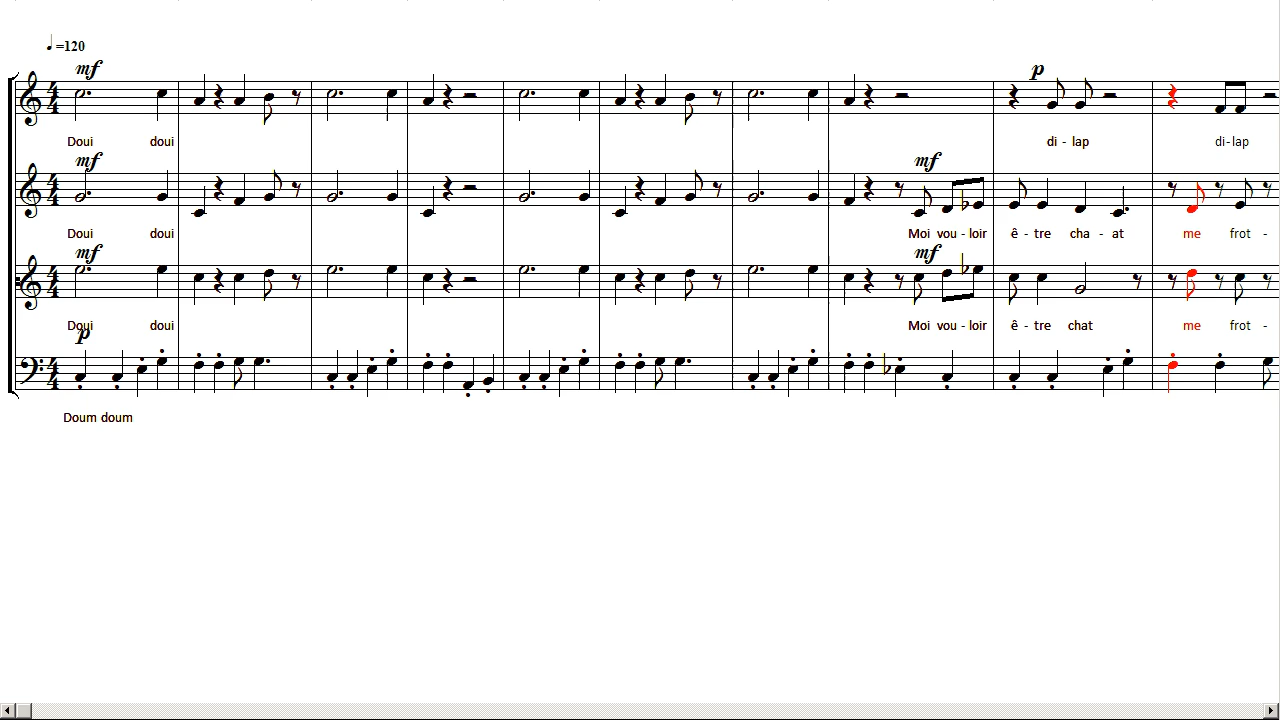 ♩=120
mf
p
Doui doui di - lap di-lap
mf mf
Doui doui Moi vou - loir ê - tre cha - at me frot -
mf mf
Doui doui Moi vou - loir ê - tre chat me frot -
p
Doum doum